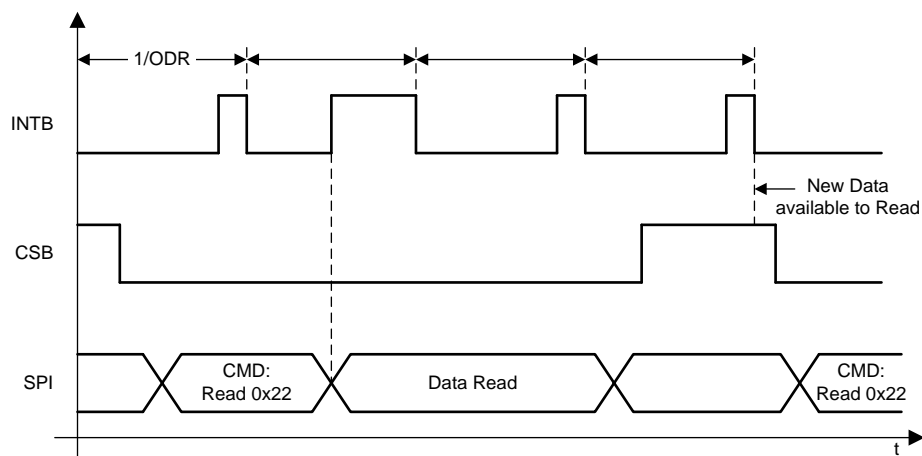 1/ODR
INTB
New Data
available to Read
CSB
SPI
CMD:
Read 0x22
Data Read
CMD:
Read 0x22
t